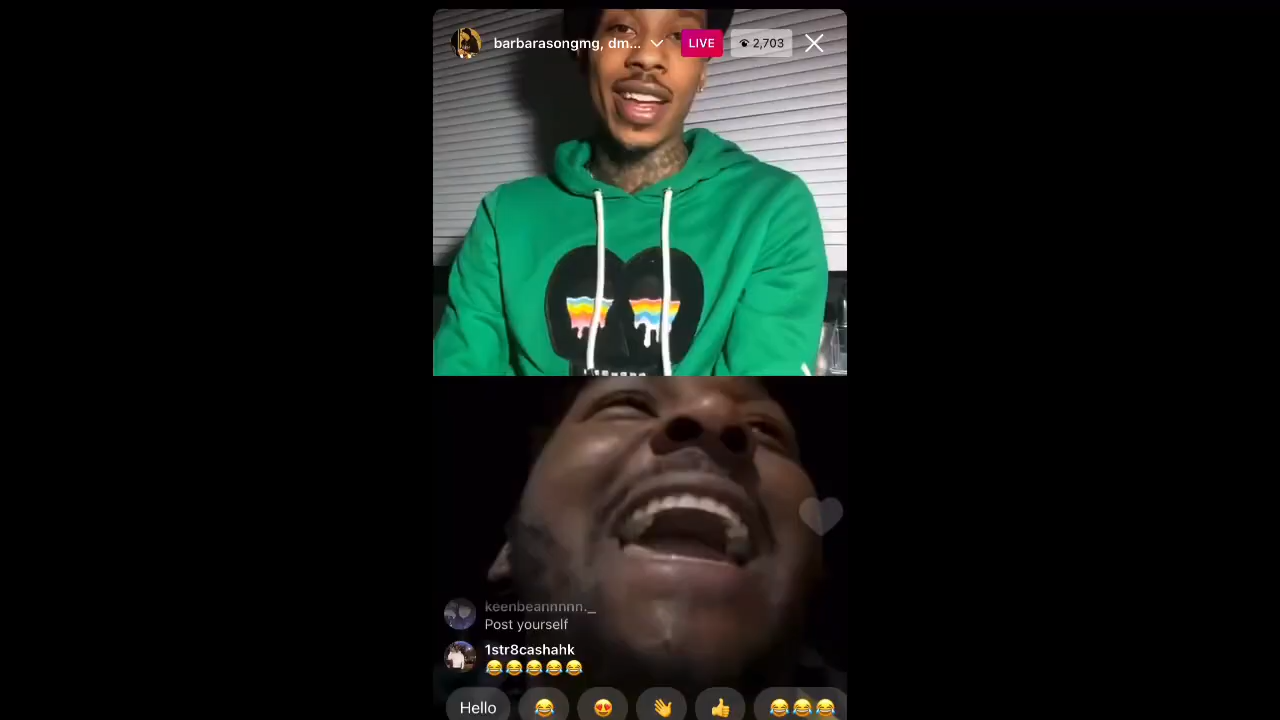 barbarasongmg, dm...
LIVE
2,703
keenbeannnnn._
Post yourself
1str8cashahk
😂😂😂😂😂
Hello 😂 😍 👋 👍 😂😂😂